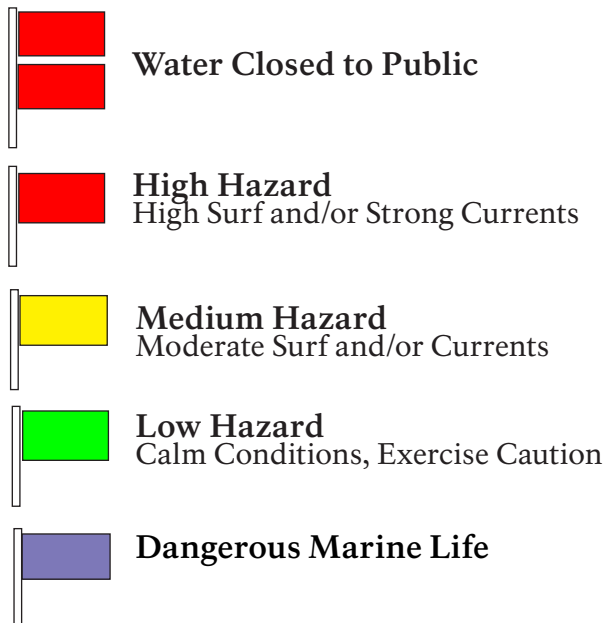 Water Closed to Public
High Hazard
High Surf and/or Strong Currents
Medium Hazard
Moderate Surf and/or Currents
Low Hazard
Calm Conditions, Exercise Caution
Dangerous Marine Life